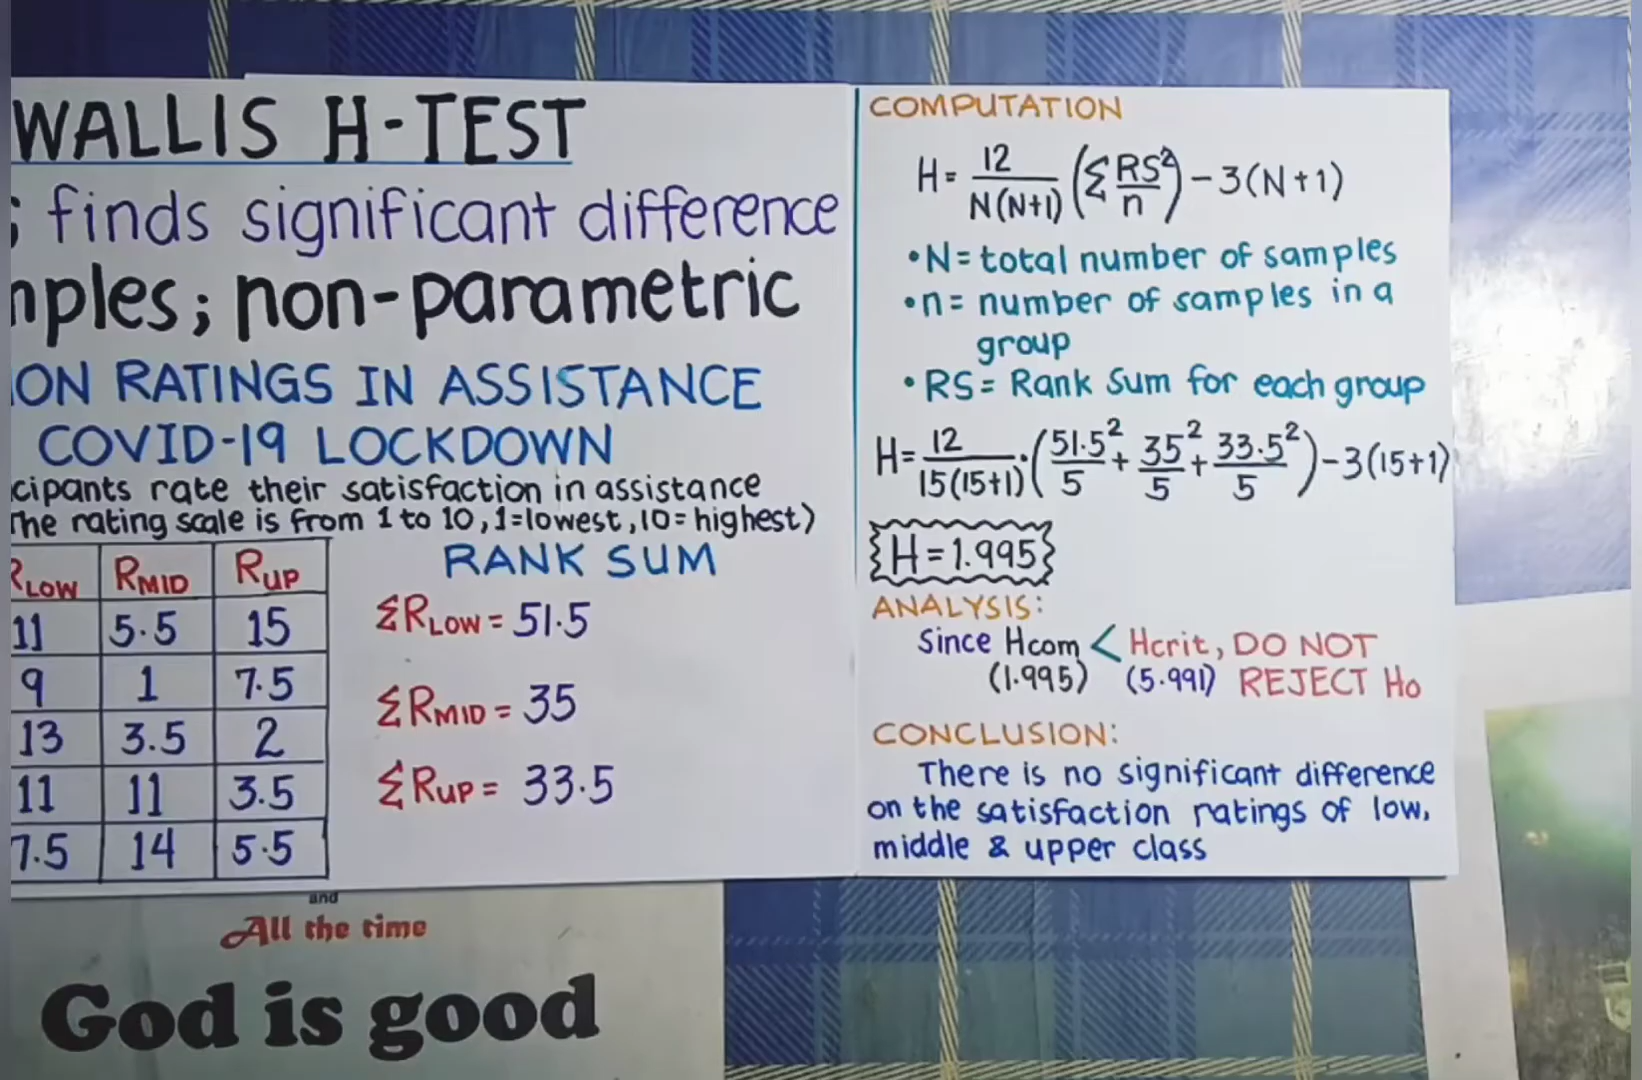 WALLIS H-TEST
; finds significant difference
mples; non-parametric
ION RATINGS IN ASSISTANCE
COVID-19 LOCKDOWN
cipants rate their satisfaction in assistance
The rating scale is from 1 to 10, 1=lowest, 10=highest)
RLOW RMID RUP
11 5.5 15
9 1 7.5
13 3.5 2
11 11 3.5
7.5 14 5.5
RANK SUM
ΣRLOW = 51.5
ΣRMID = 35
ΣRUP = 33.5
COMPUTATION
H = 12/N(N+1) (Σ RS²/n) - 3(N+1)
•N = total number of samples
•n = number of samples in a
group
•RS = Rank Sum for each group
H = 12/15(15+1) · (51.5²/5 + 35²/5 + 33.5²/5) - 3(15+1)
H = 1.995
ANALYSIS:
Since Hcom < Hcrit, DO NOT
(1.995) (5.991) REJECT Ho
CONCLUSION:
There is no significant difference
on the satisfaction ratings of low,
middle & upper class
and
All the time
God is good